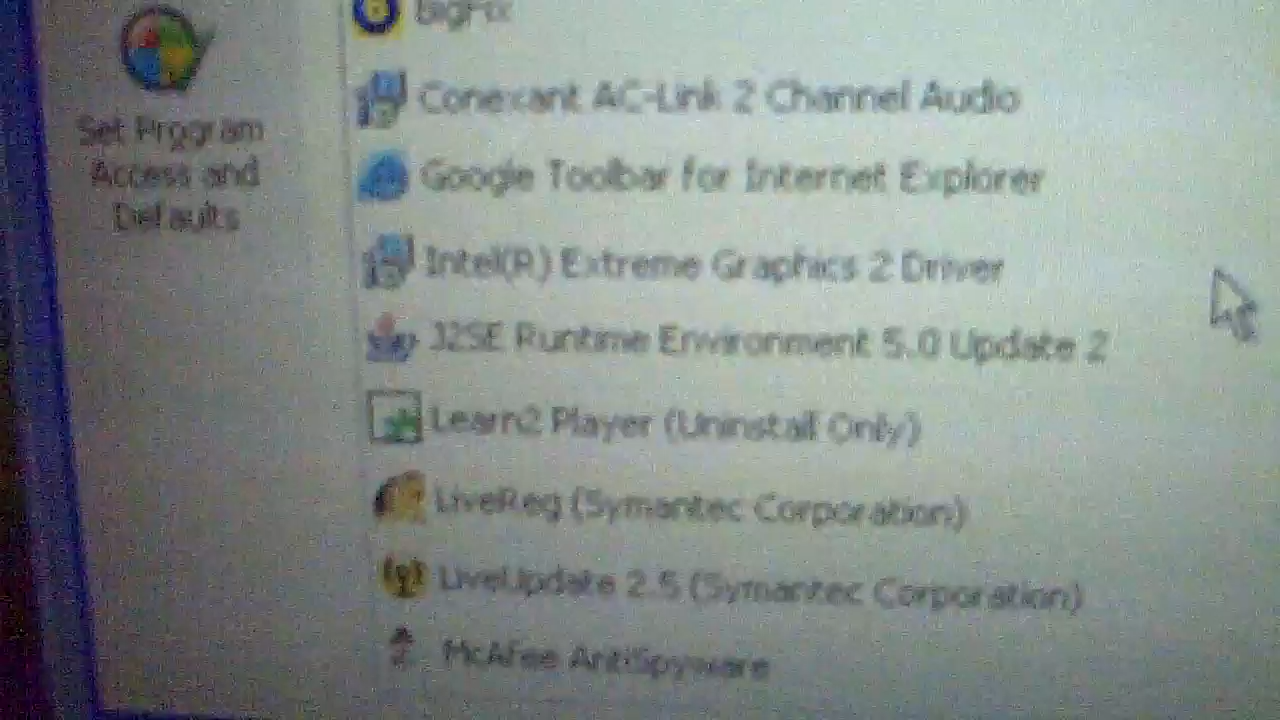 Set Program
Access and
Defaults
BigFix
Conexant AC-Link 2 Channel Audio
Google Toolbar for Internet Explorer
Intel(R) Extreme Graphics 2 Driver
J2SE Runtime Environment 5.0 Update 2
Learn2 Player (Uninstall Only)
LiveReg (Symantec Corporation)
LiveUpdate 2.5 (Symantec Corporation)
McAfee AntiSpyware